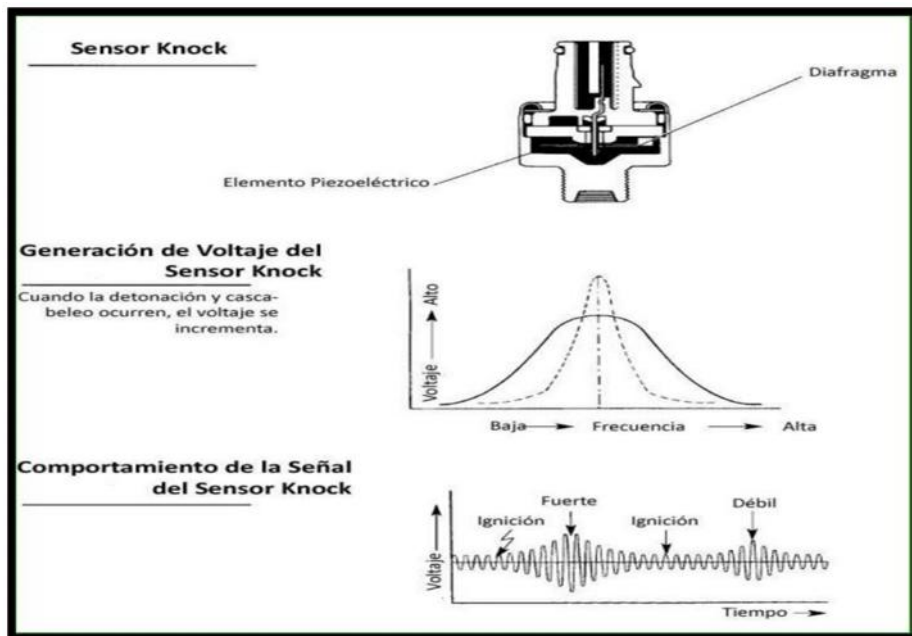 Sensor Knock
Diafragma
Elemento Piezoeléctrico
Generación de Voltaje del
Sensor Knock
Cuando la detonación y casca-
beleo ocurren, el voltaje se
incrementa.
Voltaje
Alto
Baja
Frecuencia
Alta
Comportamiento de la Señal
del Sensor Knock
Voltaje
Ignición
Fuerte
Ignición
Débil
Tiempo